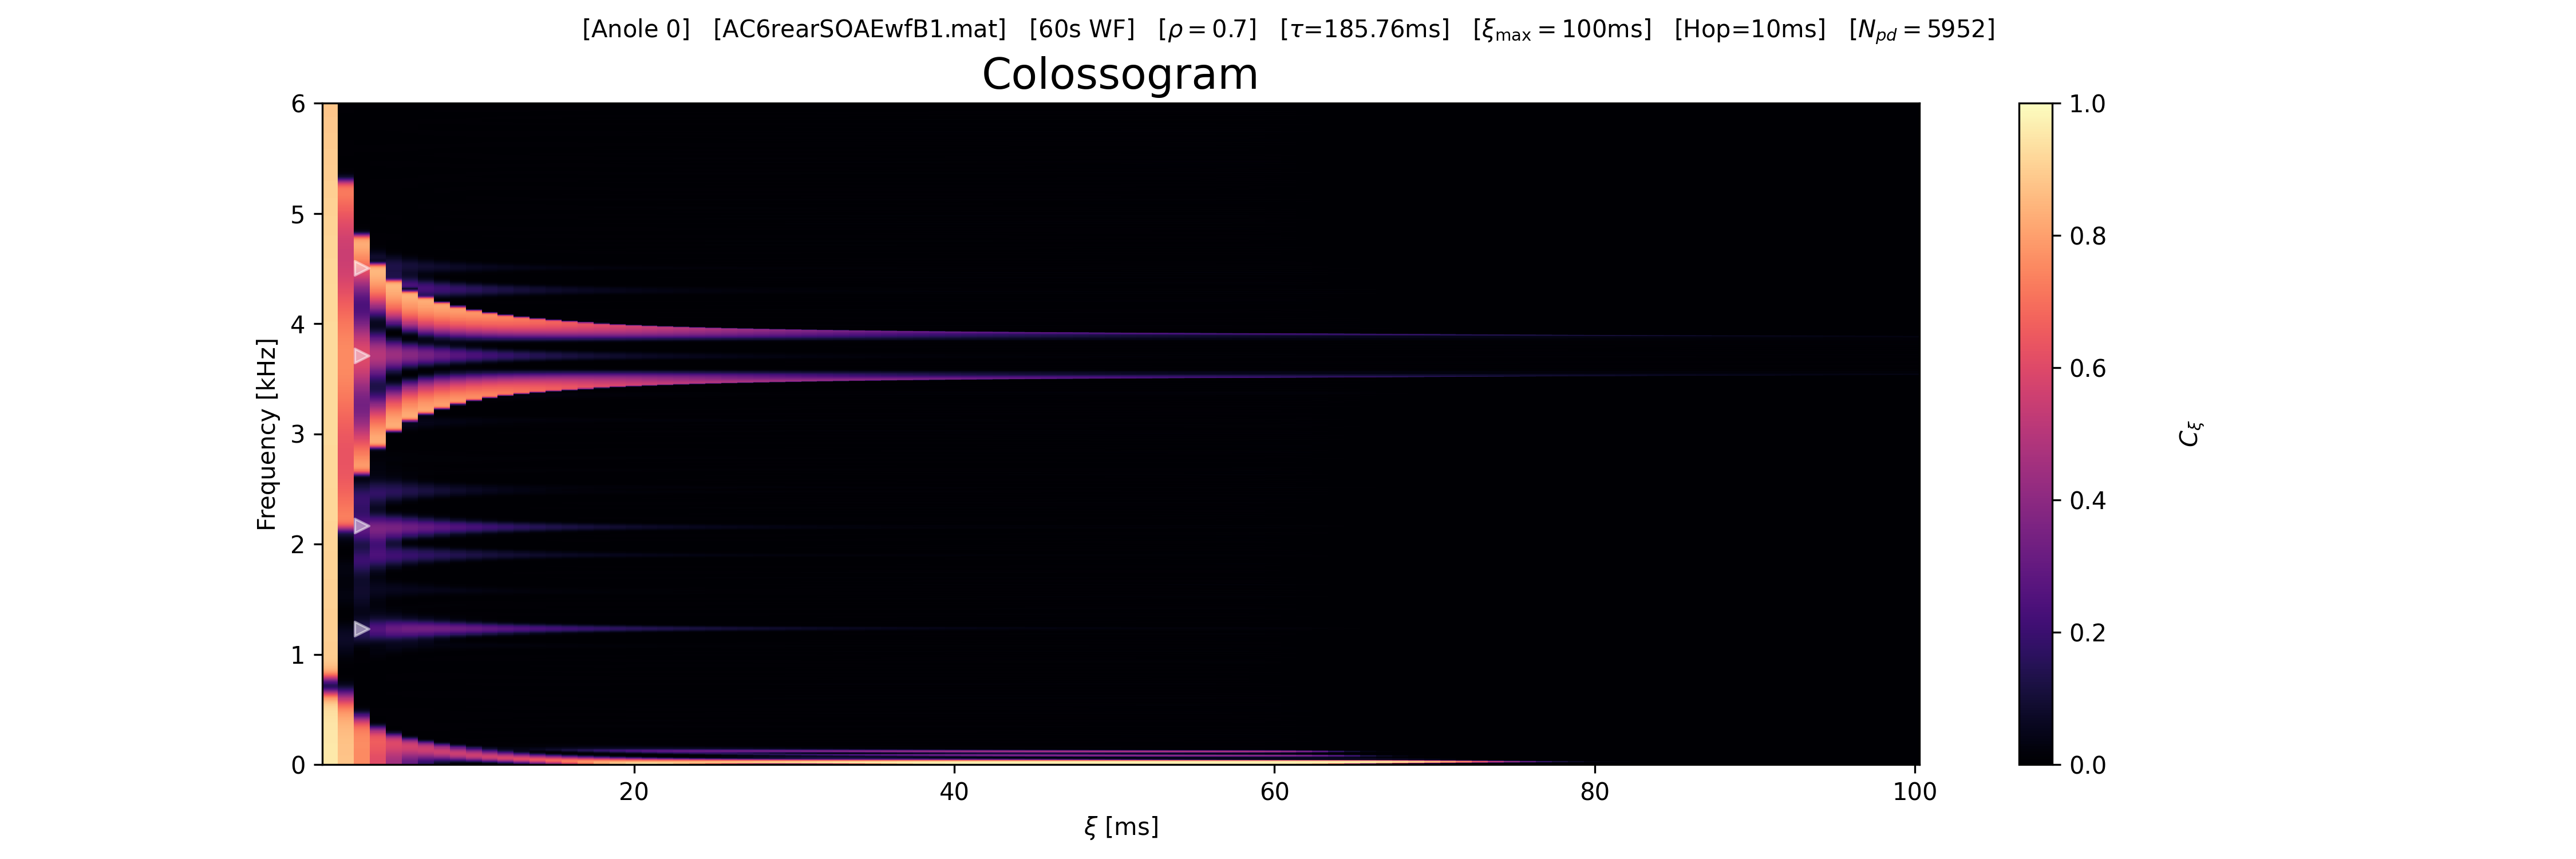 [Anole 0] [AC6rearSOAEwfB1.mat] [60s WF] [ρ = 0.7] [τ=185.76ms] [ξmax = 100ms] [Hop=10ms] [Npd = 5952]
Colossogram
Frequency [kHz]
6
5
4
3
2
1
0
20 40 60 80 100
ξ [ms]
1.0
0.8
0.6
0.4
0.2
0.0
Cξ